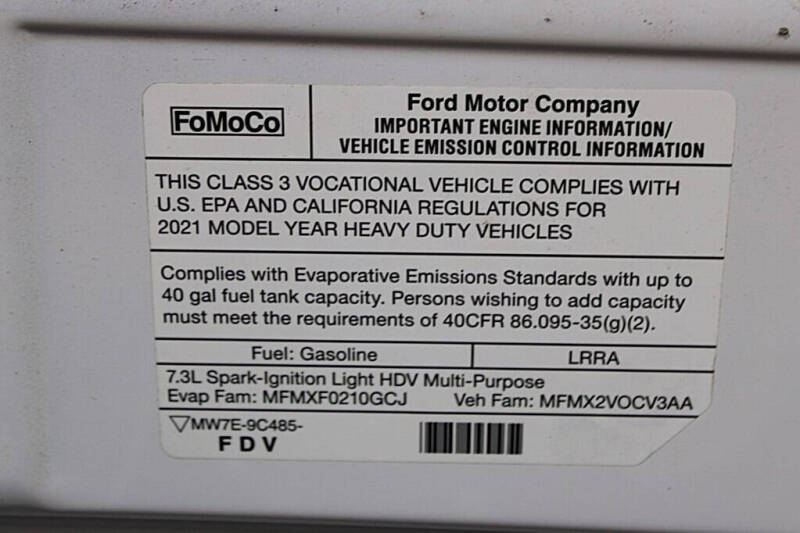 FoMoCo
Ford Motor Company
IMPORTANT ENGINE INFORMATION/
VEHICLE EMISSION CONTROL INFORMATION
THIS CLASS 3 VOCATIONAL VEHICLE COMPLIES WITH
U.S. EPA AND CALIFORNIA REGULATIONS FOR
2021 MODEL YEAR HEAVY DUTY VEHICLES
Complies with Evaporative Emissions Standards with up to
40 gal fuel tank capacity. Persons wishing to add capacity
must meet the requirements of 40CFR 86.095-35(g)(2).
Fuel: Gasoline LRRA
7.3L Spark-Ignition Light HDV Multi-Purpose
Evap Fam: MFMXF0210GCJ Veh Fam: MFMX2VOCV3AA
▽MW7E-9C485-
F D V